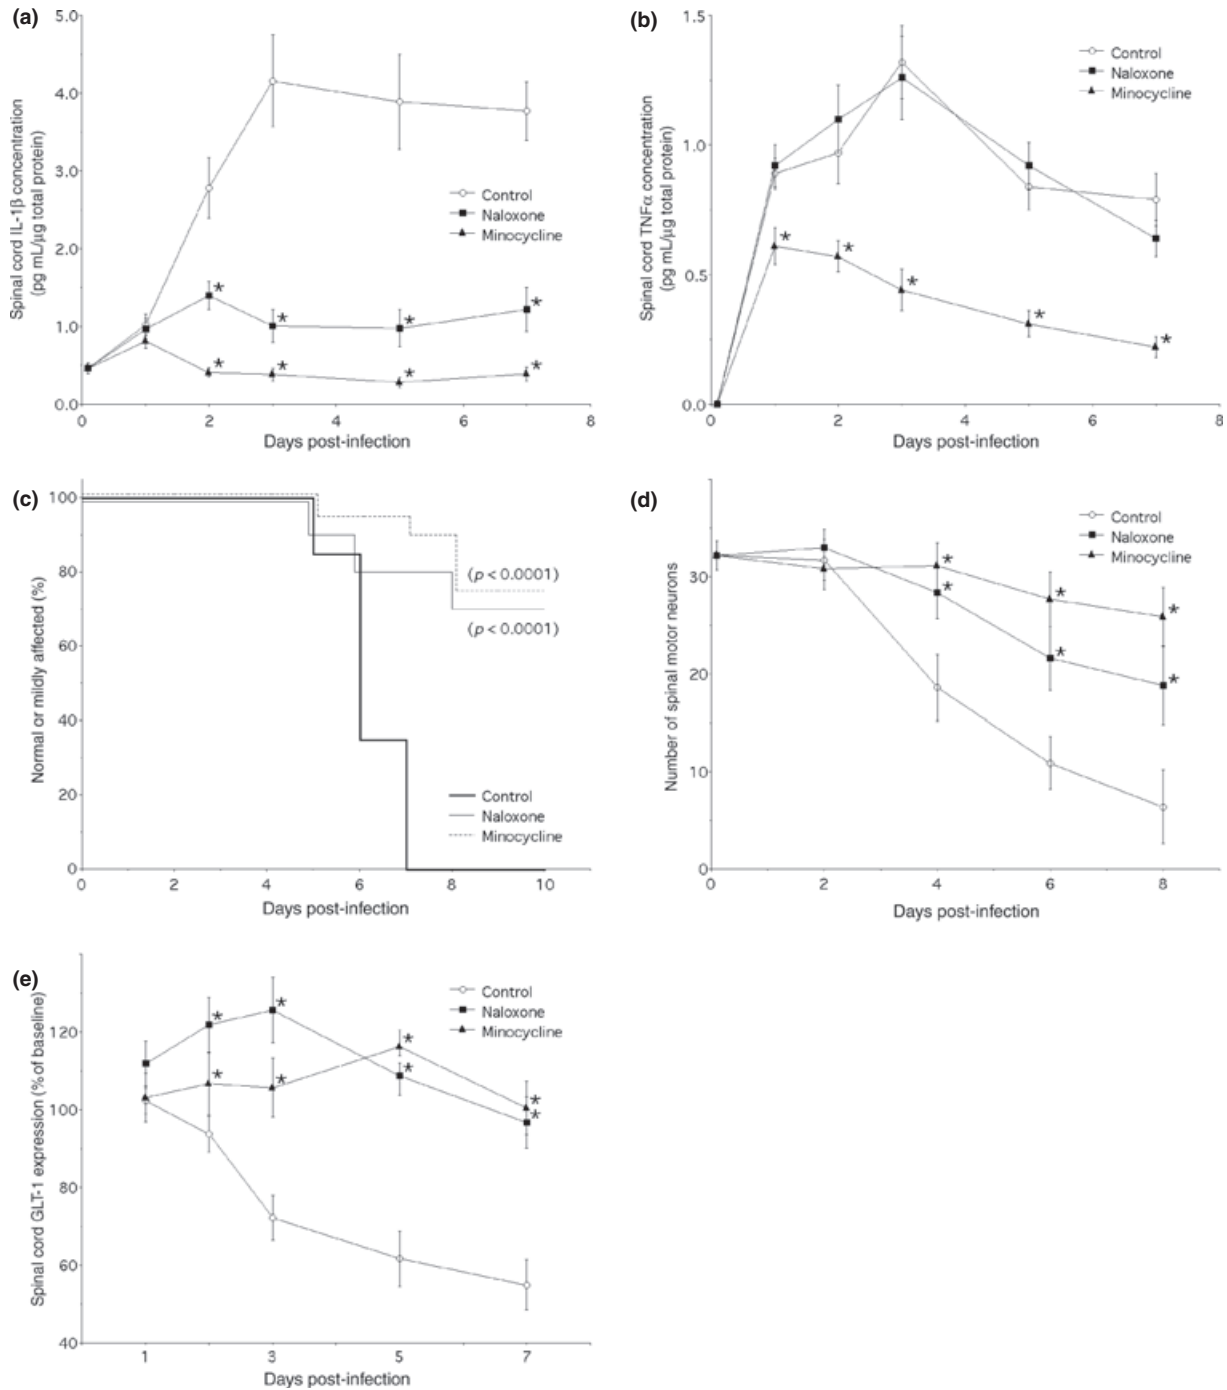 (a)
Spinal cord IL-1β concentration
(pg mL/μg total protein)
5.0
4.0
3.0
2.0
1.0
0.0
0 2 4 6 8
Days post-infection
Control
Naloxone
Minocycline
* * * *
* * * *
(b)
Spinal cord TNFα concentration
(pg mL/μg total protein)
1.5
1.0
0.5
0.0
0 2 4 6 8
Days post-infection
Control
Naloxone
Minocycline
* * * * *
(c)
Normal or mildly affected (%)
100
80
60
40
20
0
0 2 4 6 8 10
Days post-infection
(p < 0.0001)
(p < 0.0001)
Control
Naloxone
Minocycline
(d)
Number of spinal motor neurons
30
20
10
0
0 2 4 6 8
Days post-infection
Control
Naloxone
Minocycline
* * *
* * *
(e)
Spinal cord GLT-1 expression (% of baseline)
120
100
80
60
40
1 3 5 7
Days post-infection
Control
Naloxone
Minocycline
* * * *
* * * *